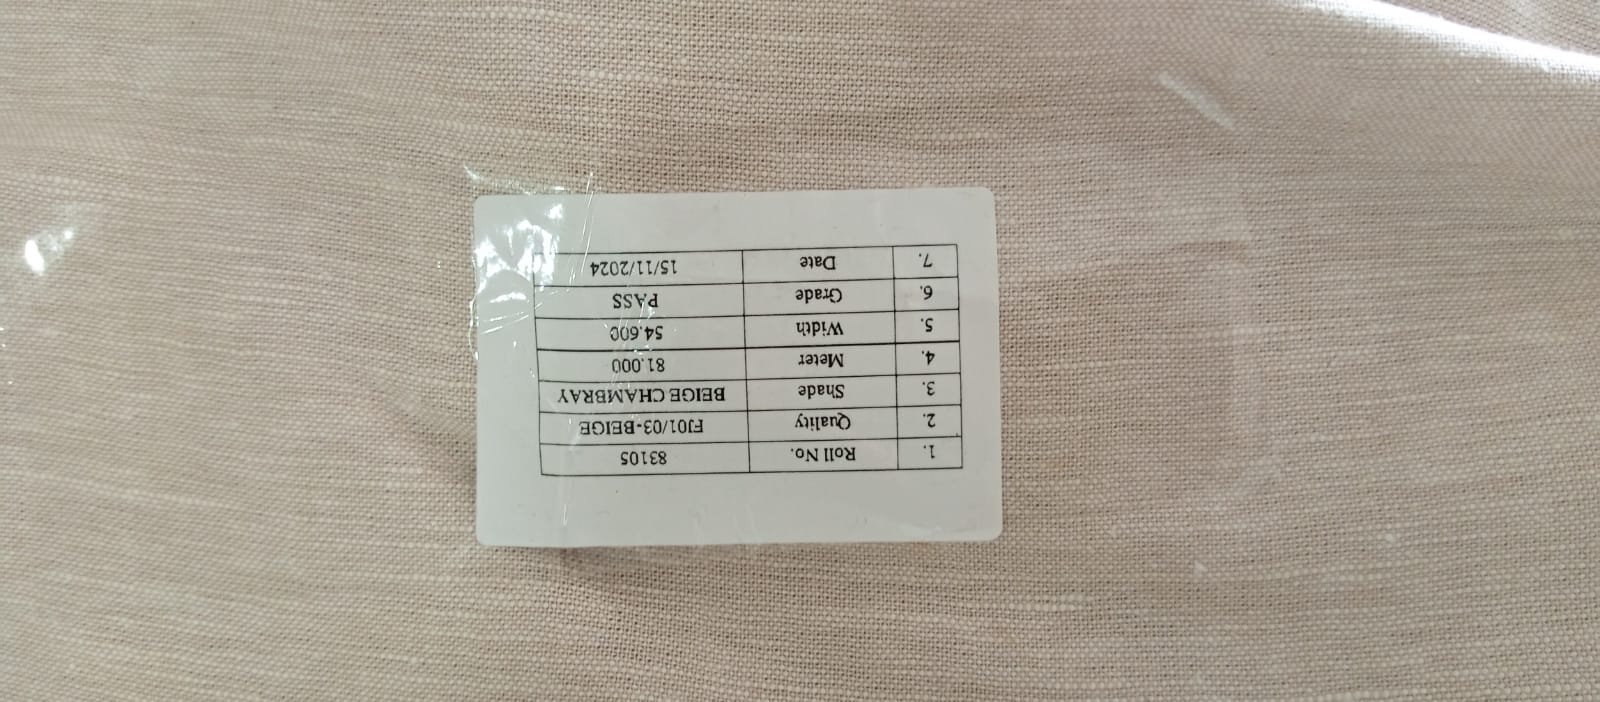 1. Roll No. 83105
2. Quality FJ01/03-BEIGE
3. Shade BEIGE CHAMBRAY
4. Meter 81.000
5. Width 54.600
6. Grade PASS
7. Date 15/11/2024